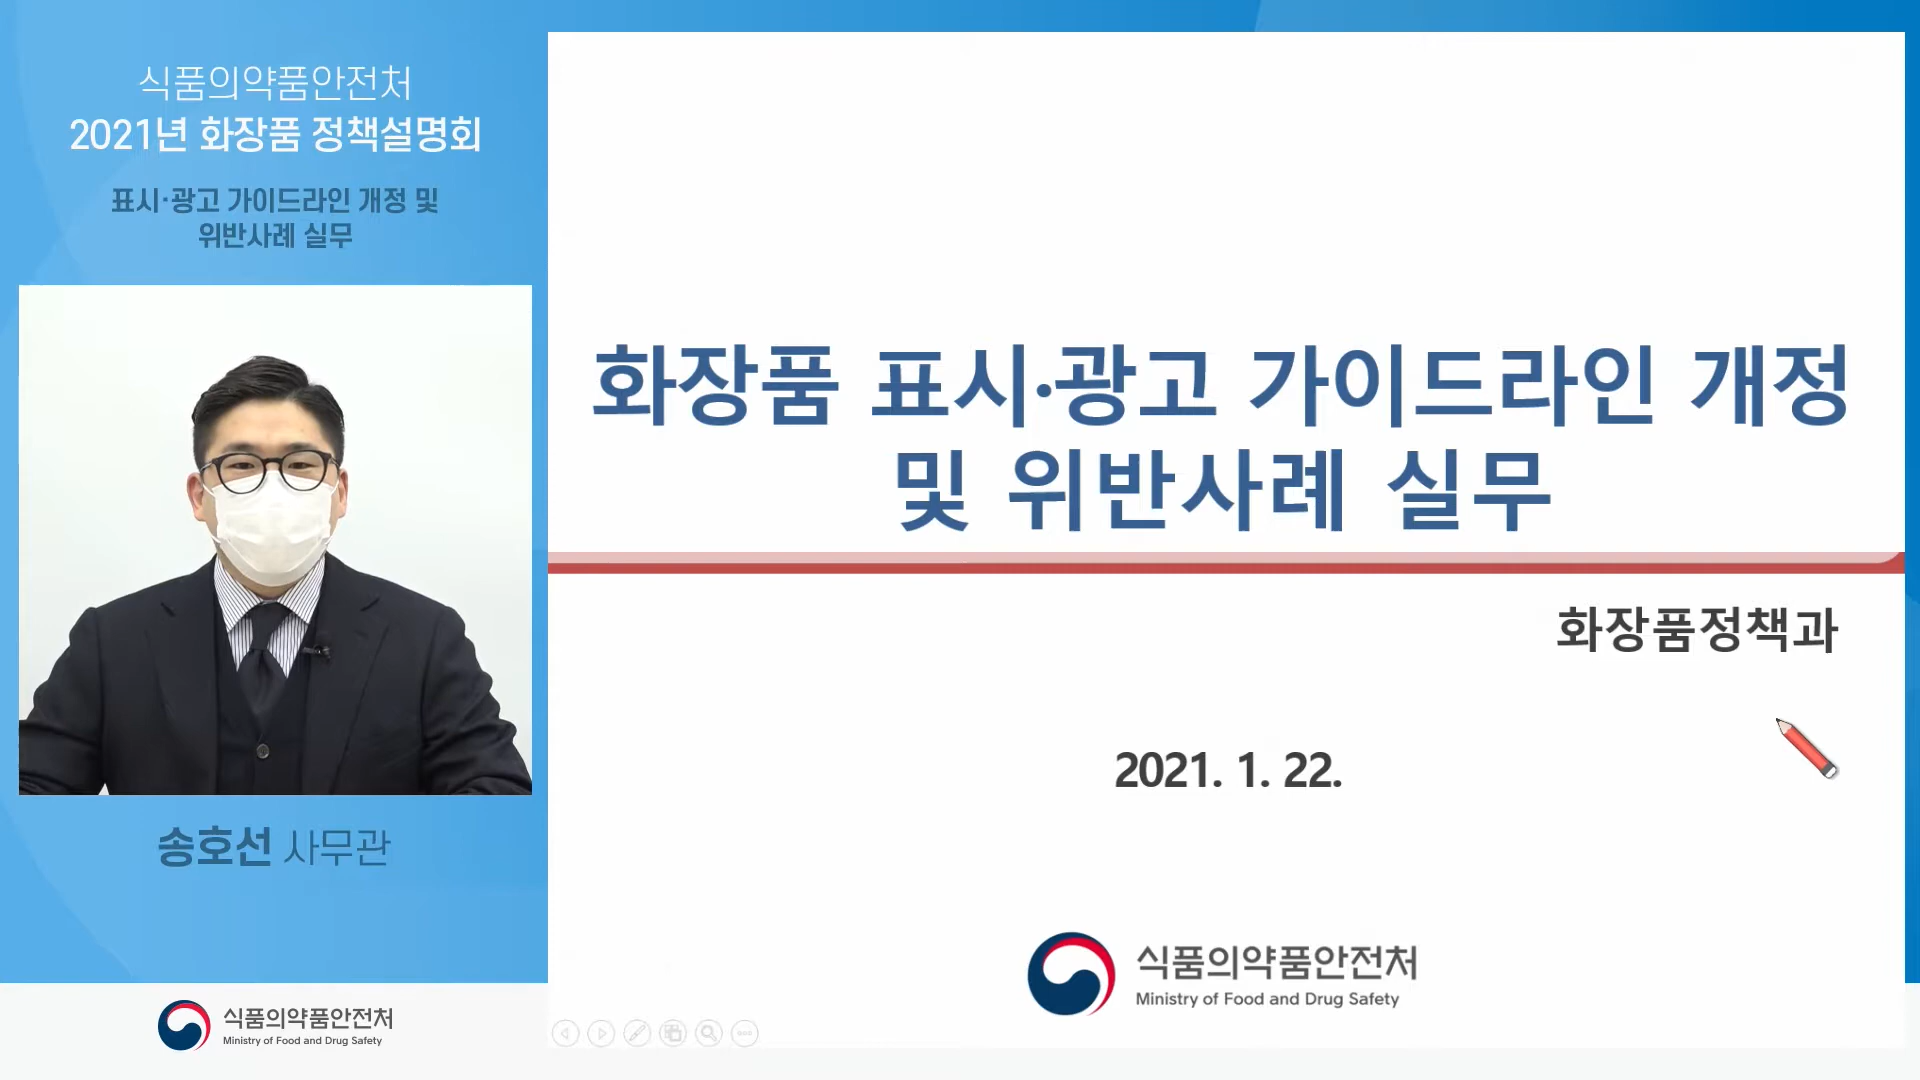 식품의약품안전처
2021년 화장품 정책설명회
표시·광고 가이드라인 개정 및
위반사례 실무
송호선 사무관
식품의약품안전처
Ministry of Food and Drug Safety
화장품 표시·광고 가이드라인 개정
및 위반사례 실무
화장품정책과
2021. 1. 22.
식품의약품안전처
Ministry of Food and Drug Safety